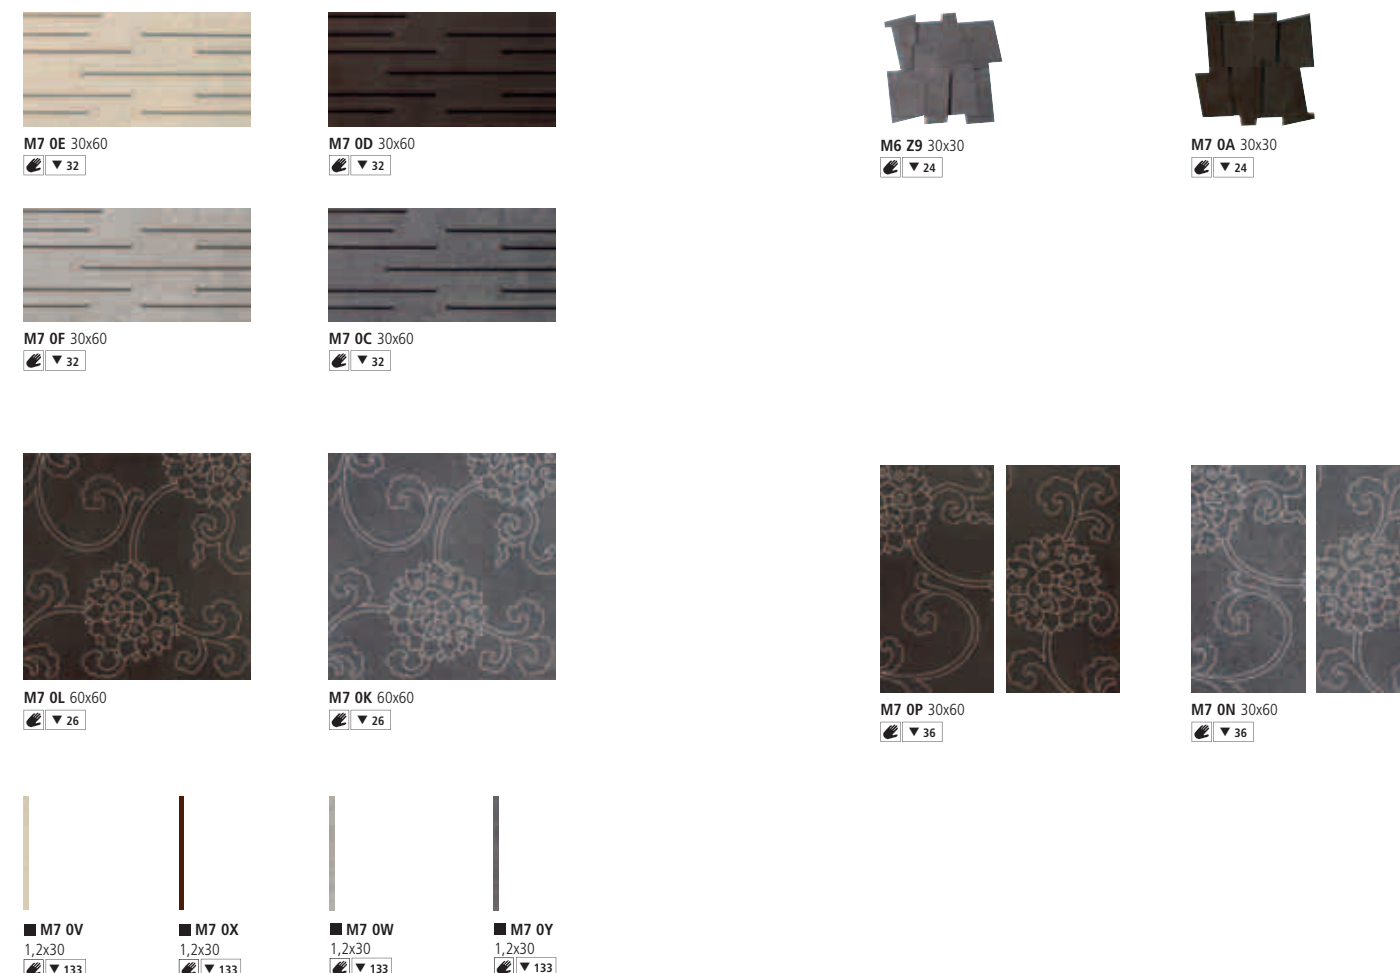 M7 0E 30x60
▼ 32
M7 0D 30x60
▼ 32
M6 Z9 30x30
▼ 24
M7 0A 30x30
▼ 24
M7 0F 30x60
▼ 32
M7 0C 30x60
▼ 32
M7 0L 60x60
▼ 26
M7 0K 60x60
▼ 26
M7 0P 30x60
▼ 36
M7 0N 30x60
▼ 36
■ M7 0V
1,2x30
▼ 133
■ M7 0X
1,2x30
▼ 133
■ M7 0W
1,2x30
▼ 133
■ M7 0Y
1,2x30
▼ 133